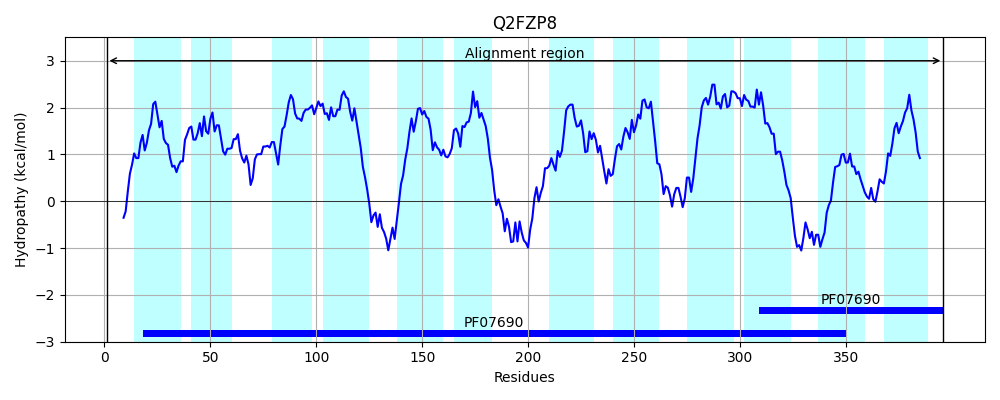 Q2FZP8
Alignment region
Hydropathy (kcal/mol)
3
2
1
0
−1
−2
−3
PF07690
PF07690
0 50 100 150 200 250 300 350
Residues